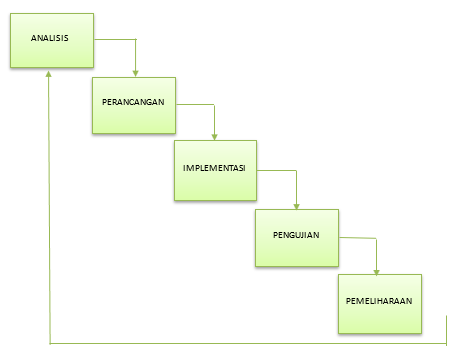 ANALISIS
PERANCANGAN
IMPLEMENTASI
PENGUJIAN
PEMELIHARAAN